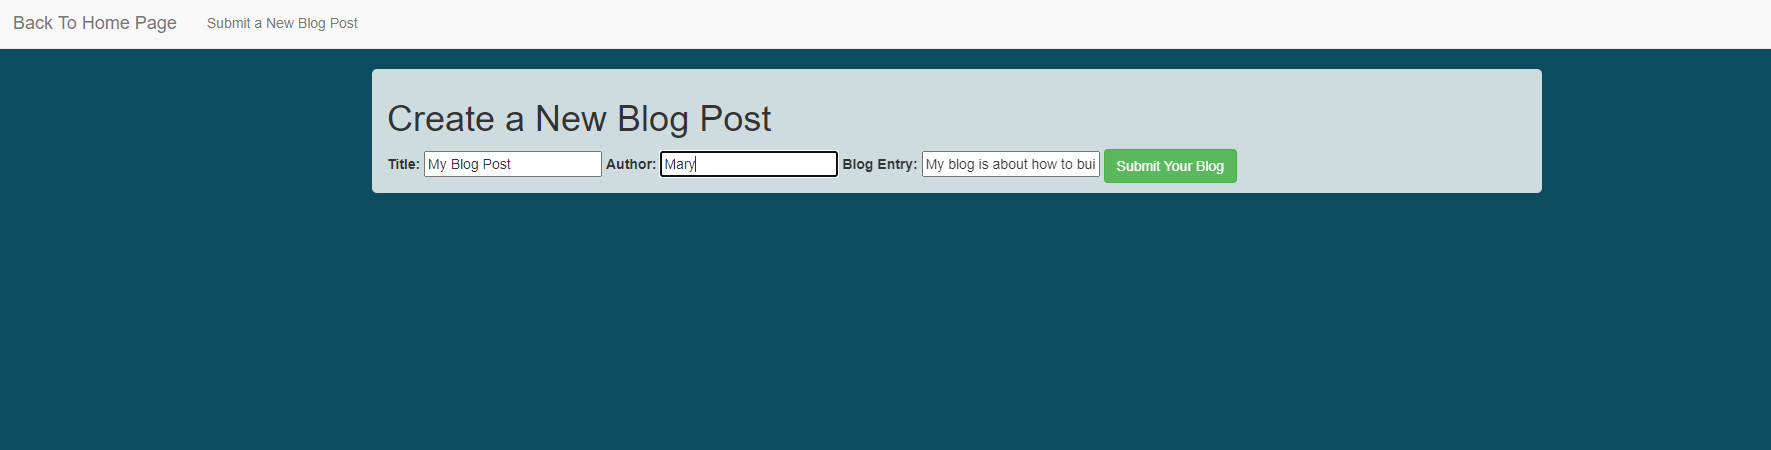 Back To Home Page Submit a New Blog Post
Create a New Blog Post
Title: My Blog Post Author: Mary Blog Entry: My blog is about how to bui Submit Your Blog